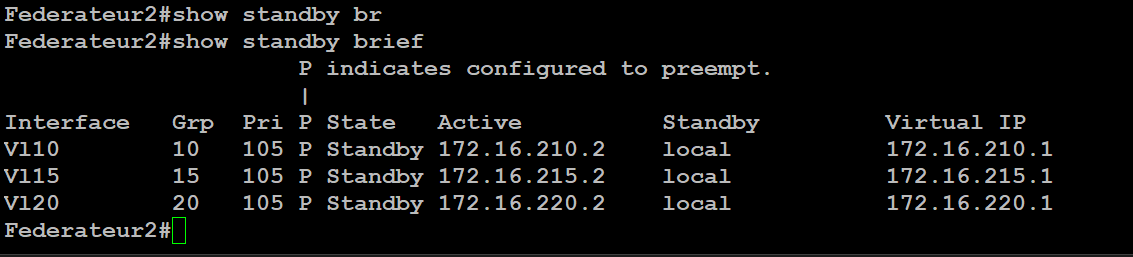 Federateur2#show standby br
Federateur2#show standby brief
                     P indicates configured to preempt.
                     |
Interface   Grp  Pri P State   Active          Standby         Virtual IP
Vl10        10   105 P Standby 172.16.210.2    local           172.16.210.1
Vl15        15   105 P Standby 172.16.215.2    local           172.16.215.1
Vl20        20   105 P Standby 172.16.220.2    local           172.16.220.1
Federateur2#